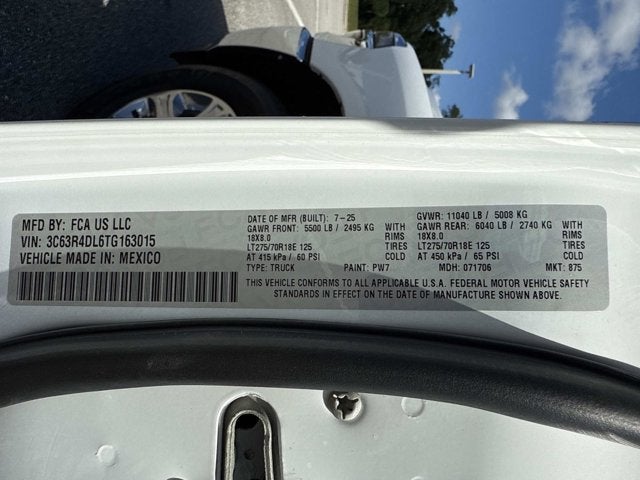 MFD BY: FCA US LLC
VIN: 3C63R4DL6TG163015
VEHICLE MADE IN: MEXICO
DATE OF MFR (BUILT): 7-25
GAWR FRONT: 5500 LB / 2495 KG WITH
18X8.0 RIMS
LT275/70R18E 125 TIRES
AT 415 kPa / 60 PSI COLD
TYPE: TRUCK PAINT: PW7
GVWR: 11040 LB / 5008 KG
GAWR REAR: 6040 LB / 2740 KG WITH
18X8.0 RIMS
LT275/70R18E 125 TIRES
AT 450 kPa / 65 PSI COLD
MDH: 071706 MKT: 875
THIS VEHICLE CONFORMS TO ALL APPLICABLE U.S.A. FEDERAL MOTOR VEHICLE SAFETY
STANDARDS IN EFFECT ON THE DATE OF MANUFACTURE SHOWN ABOVE.